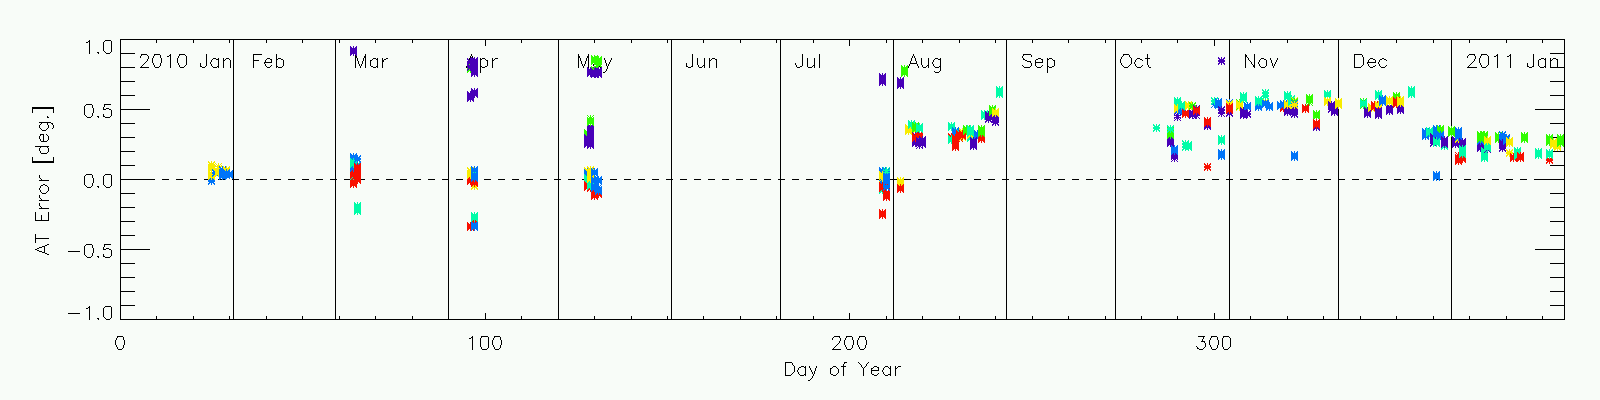 1.0
0.5
0.0
−0.5
−1.0
AT Error [deg.]
2010 Jan Feb Mar Apr May Jun Jul Aug Sep Oct Nov Dec 2011 Jan
0 100 200 300
Day of Year